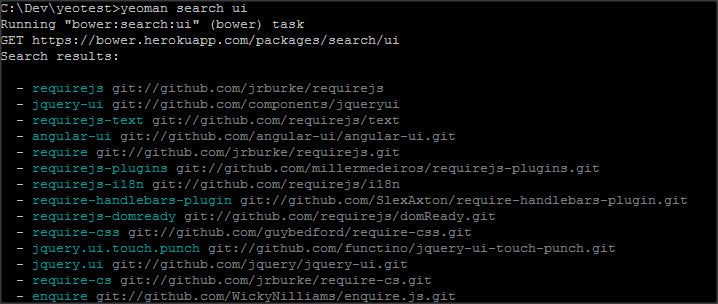 C:\Dev\yeotest>yeoman search ui
Running "bower:search:ui" (bower) task
GET https://bower.herokuapp.com/packages/search/ui
Search results:
- requirejs git://github.com/jrburke/requirejs
- jquery-ui git://github.com/components/jqueryui
- requirejs-text git://github.com/requirejs/text
- angular-ui git://github.com/angular-ui/angular-ui.git
- require git://github.com/jrburke/requirejs.git
- requirejs-plugins git://github.com/millermedeiros/requirejs-plugins.git
- requirejs-i18n git://github.com/requirejs/i18n
- require-handlebars-plugin git://github.com/SlexAxton/require-handlebars-plugin.git
- requirejs-domready git://github.com/requirejs/domReady.git
- require-css git://github.com/guybedford/require-css.git
- jquery.ui.touch.punch git://github.com/functino/jquery-ui-touch-punch.git
- jquery.ui git://github.com/jquery/jquery-ui.git
- require-cs git://github.com/jrburke/require-cs.git
- enquire git://github.com/WickyNilliams/enquire.js.git